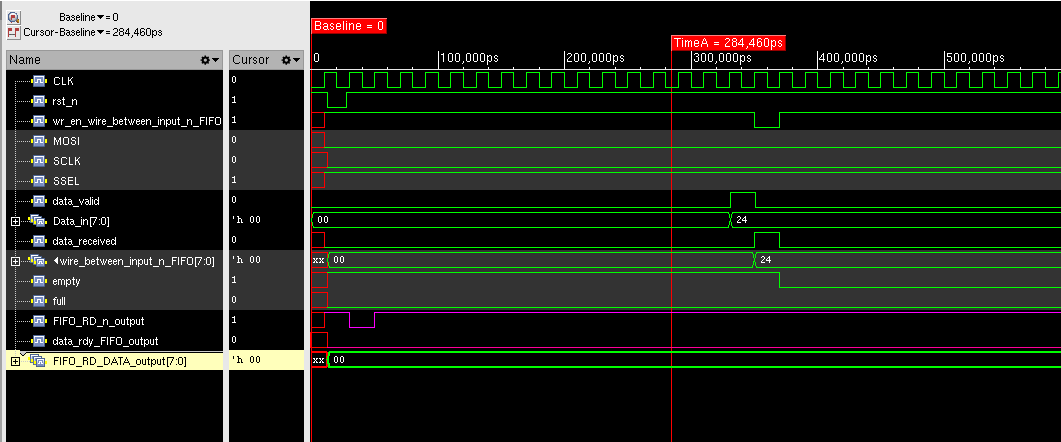 Baseline▼= 0
Cursor-Baseline▼= 284,460ps
Baseline = 0
TimeA = 284,460ps
Name Cursor
0 100,000ps 200,000ps 300,000ps 400,000ps 500,000ps
CLK 0
rst_n 1
wr_en_wire_between_input_n_FIFO 1
MOSI 0
SCLK 0
SSEL 1
data_valid 0
Data_in[7:0] 'h 00 00 24
data_received 0
wire_between_input_n_FIFO[7:0] 'h 00 xx 00 24
empty 1
full 0
FIFO_RD_n_output 1
data_rdy_FIFO_output 0
FIFO_RD_DATA_output[7:0] 'h 00 xx 00